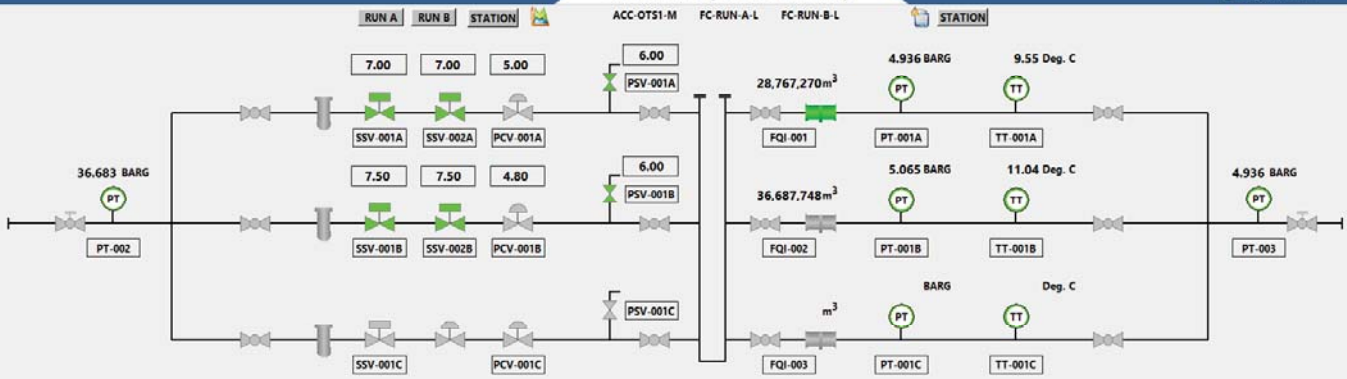 RUN A RUN B STATION ACC-OTS1-M FC-RUN-A-L FC-RUN-B-L STATION
6.00 4.936 BARG 9.55 Deg. C
7.00 7.00 5.00
PSV-001A 28,767,270m³ PT TT
SSV-001A SSV-002A PCV-001A FQI-001 PT-001A TT-001A
6.00 5.065 BARG 11.04 Deg. C
36.683 BARG 7.50 7.50 4.80 4.936 BARG
PT PSV-001B 36,687,748m³ PT TT PT
PT-002 SSV-001B SSV-002B PCV-001B FQI-002 PT-001B TT-001B PT-003
BARG Deg. C
PSV-001C m³ PT TT
SSV-001C PCV-001C FQI-003 PT-001C TT-001C